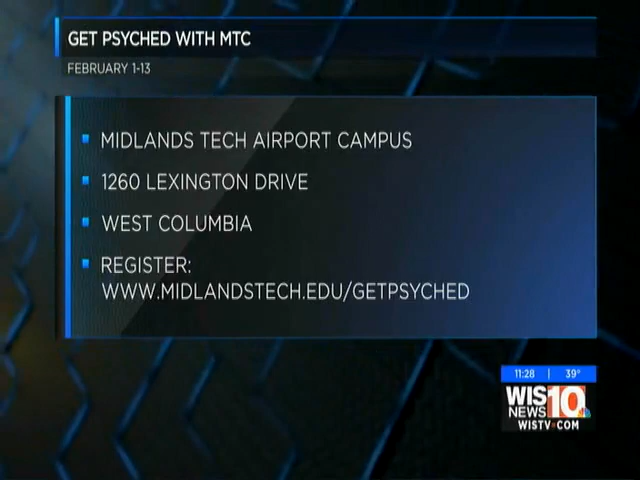 GET PSYCHED WITH MTC
FEBRUARY 1-13
MIDLANDS TECH AIRPORT CAMPUS
1260 LEXINGTON DRIVE
WEST COLUMBIA
REGISTER:
WWW.MIDLANDSTECH.EDU/GETPSYCHED
11:28 | 39°
WIS
NEWS 10
WISTV.COM